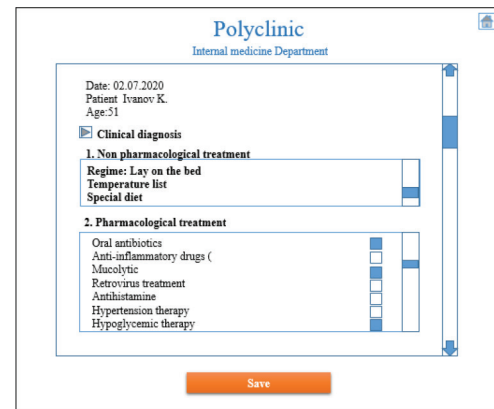 Polyclinic
Internal medicine Department
Date: 02.07.2020
Patient Ivanov K.
Age:51
Clinical diagnosis
1. Non pharmacological treatment
Regime: Lay on the bed
Temperature list
Special diet
2. Pharmacological treatment
Oral antibiotics
Anti-inflammatory drugs (
Mucolytic
Retrovirus treatment
Antihistamine
Hypertension therapy
Hypoglycemic therapy
Save